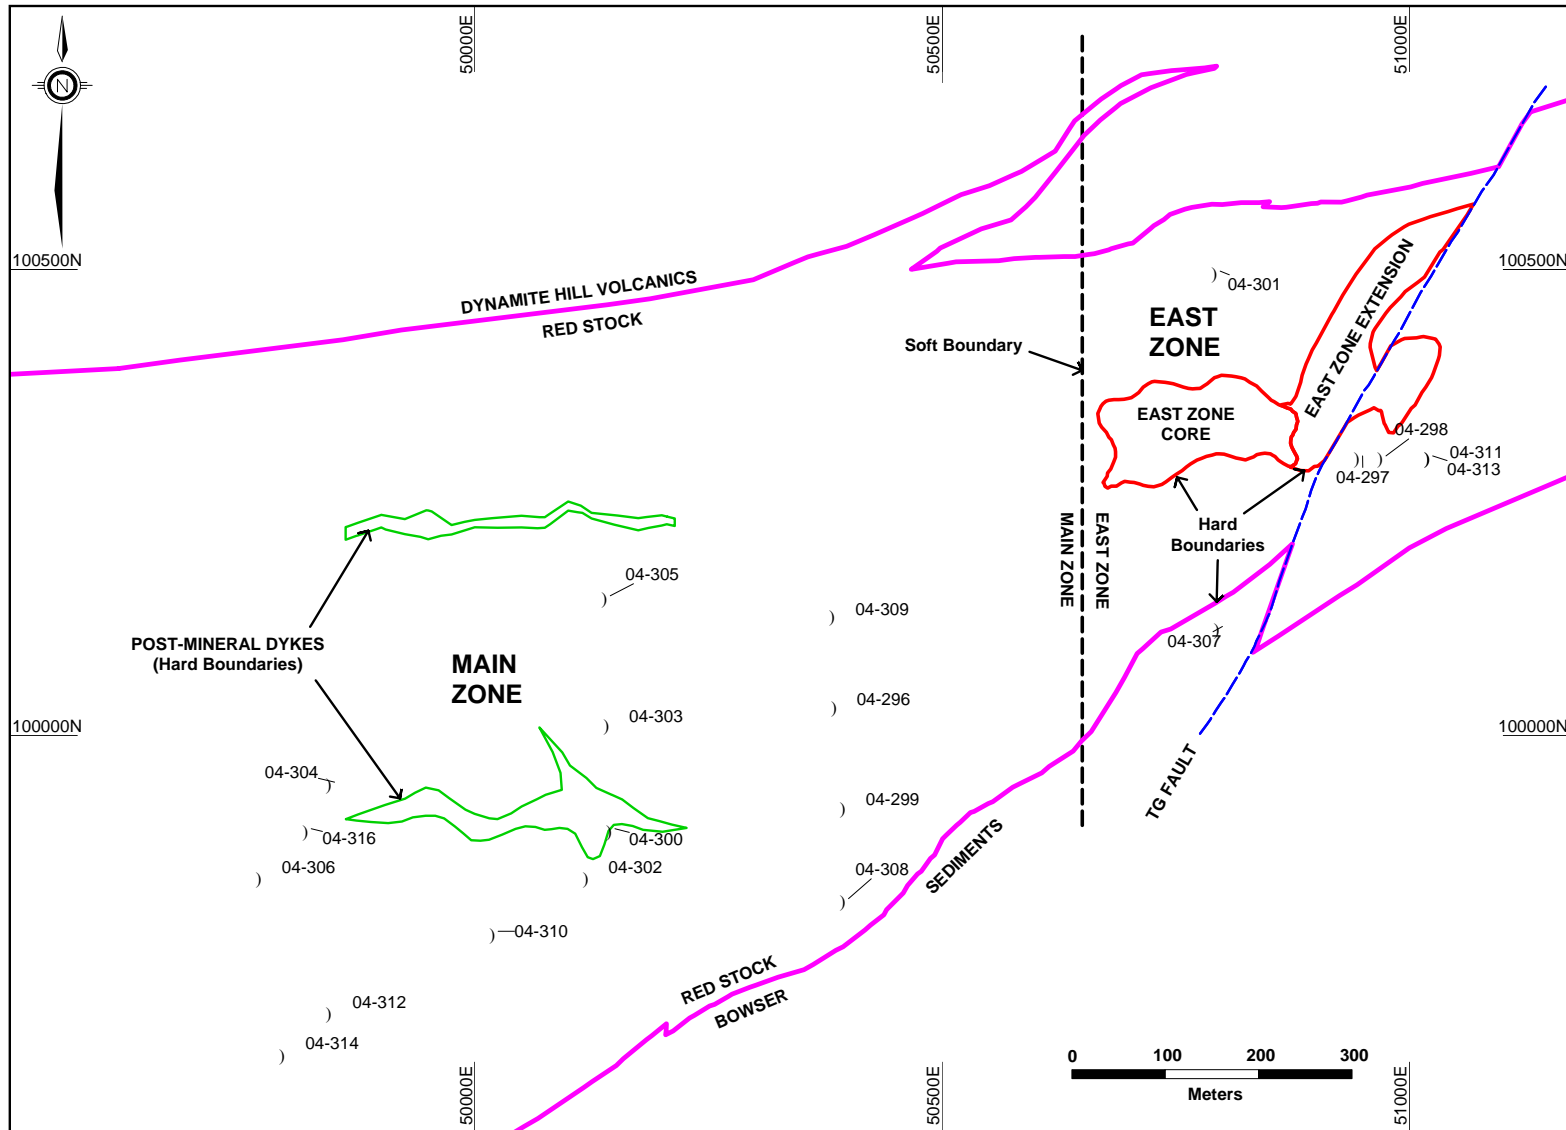 50000E
50500E
51000E
N
100500N
100500N
DYNAMITE HILL VOLCANICS
RED STOCK
04-301
EAST
ZONE
Soft Boundary
EAST ZONE EXTENSION
EAST ZONE
CORE
04-298
04-311
04-313
04-297
Hard
Boundaries
MAIN ZONE
EAST ZONE
04-305
04-309
04-307
POST-MINERAL DYKES
(Hard Boundaries)
MAIN
ZONE
04-303
04-296
100000N
100000N
04-304
TG FAULT
04-299
04-316
04-300
04-306
04-302
04-308
SEDIMENTS
04-310
RED STOCK
BOWSER
04-312
04-314
0 100 200 300
Meters
50000E
50500E
51000E